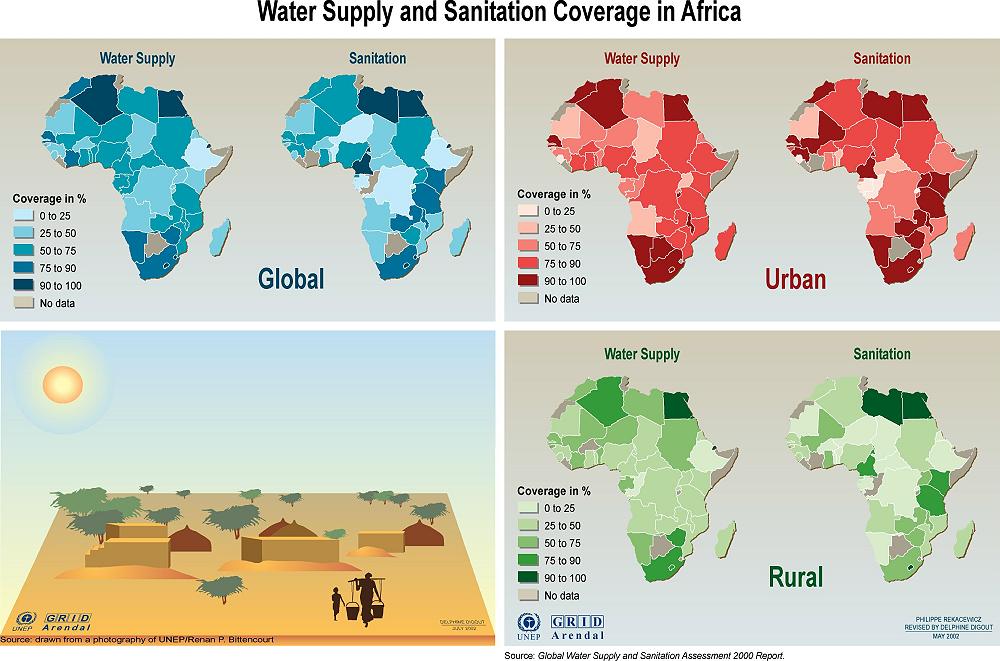 Water Supply and Sanitation Coverage in Africa
Water Supply
Sanitation
Coverage in %
0 to 25
25 to 50
50 to 75
75 to 90
90 to 100
No data
Global
Water Supply
Sanitation
Coverage in %
0 to 25
25 to 50
50 to 75
75 to 90
90 to 100
No data
Urban
UNEP
GRID
Arendal
DELPHINE DIGOUT
JULY 2002
Source: drawn from a photography of UNEP/Renan P. Bittencourt
Water Supply
Sanitation
Coverage in %
0 to 25
25 to 50
50 to 75
75 to 90
90 to 100
No data
Rural
UNEP
GRID
Arendal
PHILIPPE REKACEWICZ
REVISED BY DELPHINE DIGOUT
MAY 2002
Source: Global Water Supply and Sanitation Assessment 2000 Report.